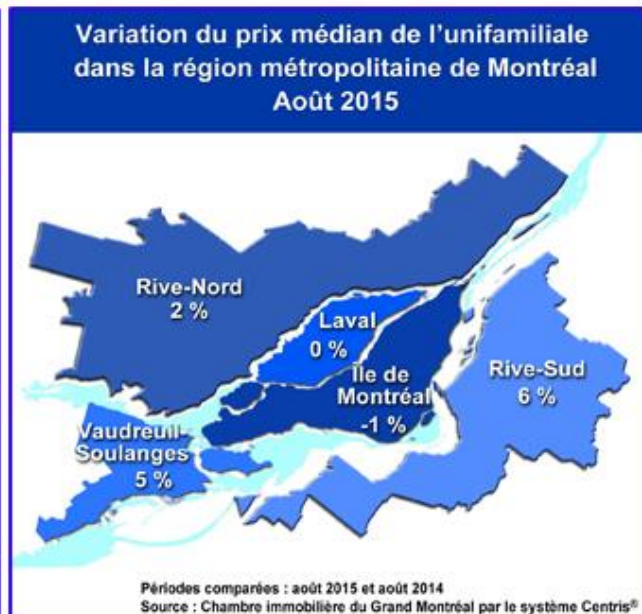 Variation du prix médian de l'unifamiliale
dans la région métropolitaine de Montréal
Août 2015
Rive-Nord
2 %
Laval
0 %
Île de
Montréal
-1 %
Rive-Sud
6 %
Vaudreuil-
Soulanges
5 %
Périodes comparées : août 2015 et août 2014
Source : Chambre immobilière du Grand Montréal par le système Centris®